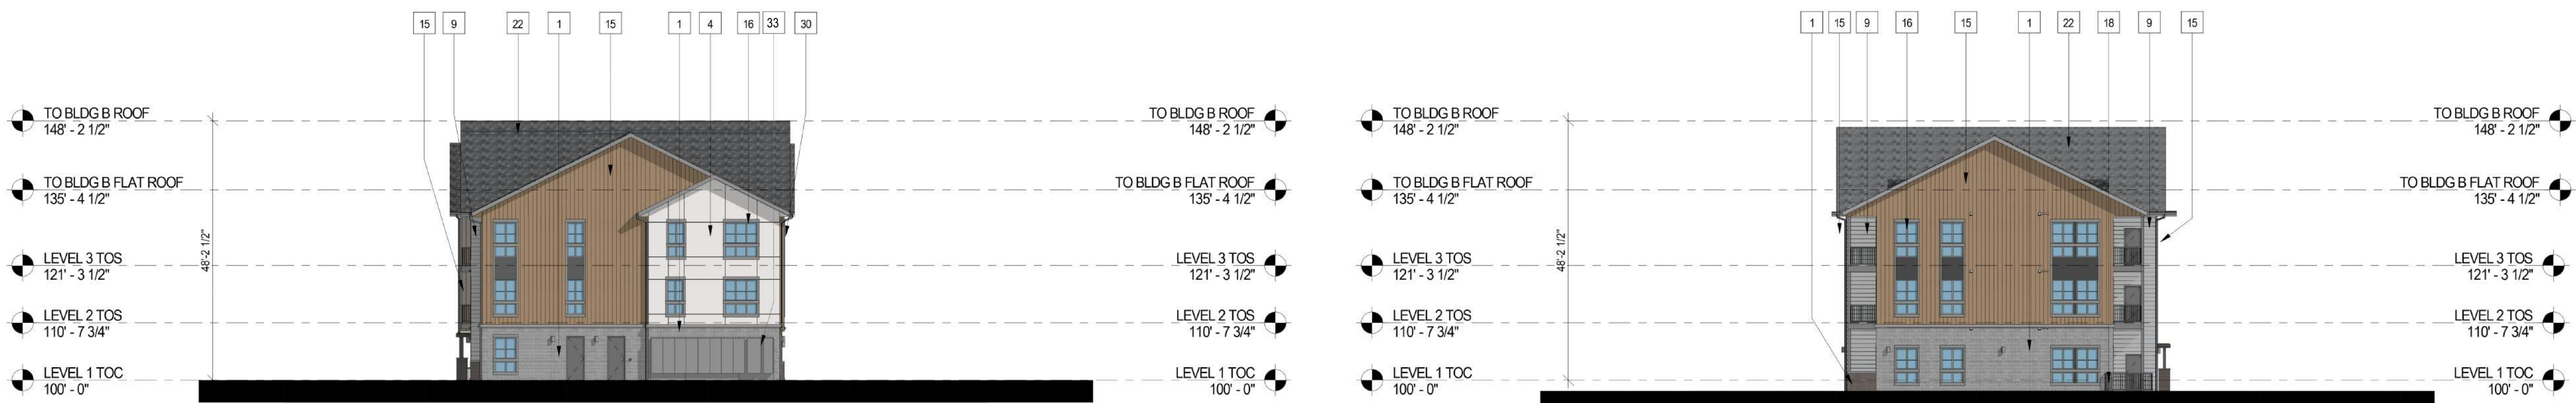 15 9 22 1 15 1 4 16 33 30
TO BLDG B ROOF
148' - 2 1/2"
TO BLDG B FLAT ROOF
135' - 4 1/2"
LEVEL 3 TOS
121' - 3 1/2"
LEVEL 2 TOS
110' - 7 3/4"
LEVEL 1 TOC
100' - 0"
48'-2 1/2"
TO BLDG B ROOF
148' - 2 1/2"
TO BLDG B FLAT ROOF
135' - 4 1/2"
LEVEL 3 TOS
121' - 3 1/2"
LEVEL 2 TOS
110' - 7 3/4"
LEVEL 1 TOC
100' - 0"
1 15 9 16 15 1 22 18 9 15
TO BLDG B ROOF
148' - 2 1/2"
TO BLDG B FLAT ROOF
135' - 4 1/2"
LEVEL 3 TOS
121' - 3 1/2"
LEVEL 2 TOS
110' - 7 3/4"
LEVEL 1 TOC
100' - 0"
48'-2 1/2"
TO BLDG B ROOF
148' - 2 1/2"
TO BLDG B FLAT ROOF
135' - 4 1/2"
LEVEL 3 TOS
121' - 3 1/2"
LEVEL 2 TOS
110' - 7 3/4"
LEVEL 1 TOC
100' - 0"